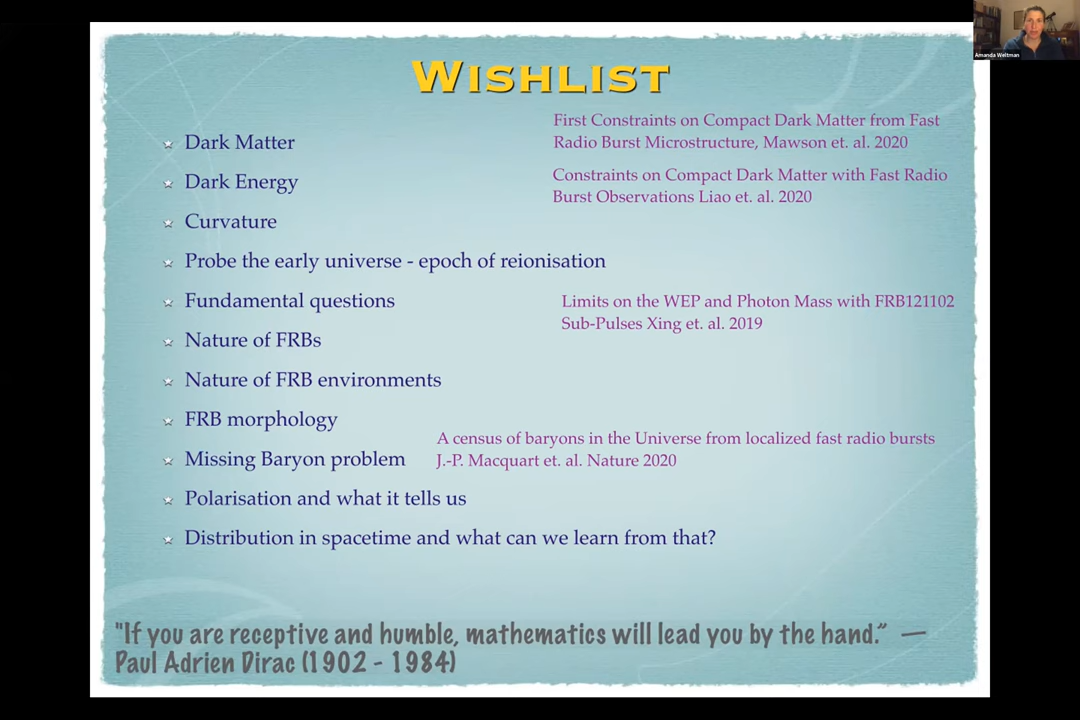 Amanda Weltman
WISHLIST
Dark Matter
First Constraints on Compact Dark Matter from Fast
Radio Burst Microstructure, Mawson et. al. 2020
Dark Energy
Constraints on Compact Dark Matter with Fast Radio
Burst Observations Liao et. al. 2020
Curvature
Probe the early universe - epoch of reionisation
Fundamental questions
Limits on the WEP and Photon Mass with FRB121102
Sub-Pulses Xing et. al. 2019
Nature of FRBs
Nature of FRB environments
FRB morphology
Missing Baryon problem
A census of baryons in the Universe from localized fast radio bursts
J.-P. Macquart et. al. Nature 2020
Polarisation and what it tells us
Distribution in spacetime and what can we learn from that?
"If you are receptive and humble, mathematics will lead you by the hand.” —
Paul Adrien Dirac (1902 - 1984)